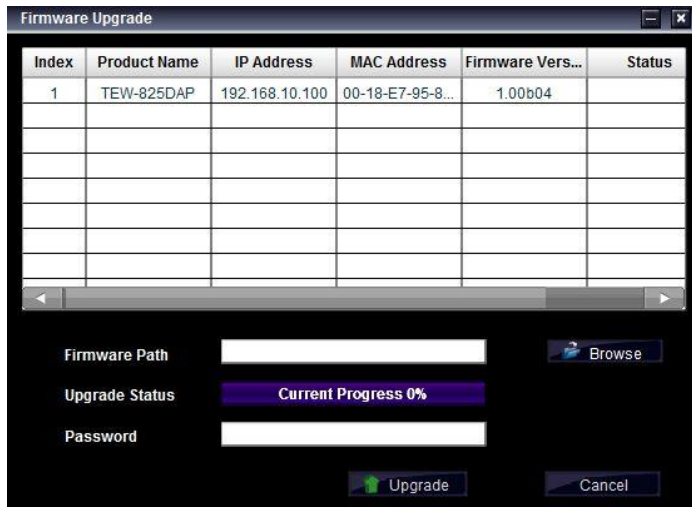 Firmware Upgrade
Index Product Name IP Address MAC Address Firmware Vers... Status
1 TEW-825DAP 192.168.10.100 00-18-E7-95-8... 1.00b04
Firmware Path Browse
Upgrade Status Current Progress 0%
Password
Upgrade Cancel